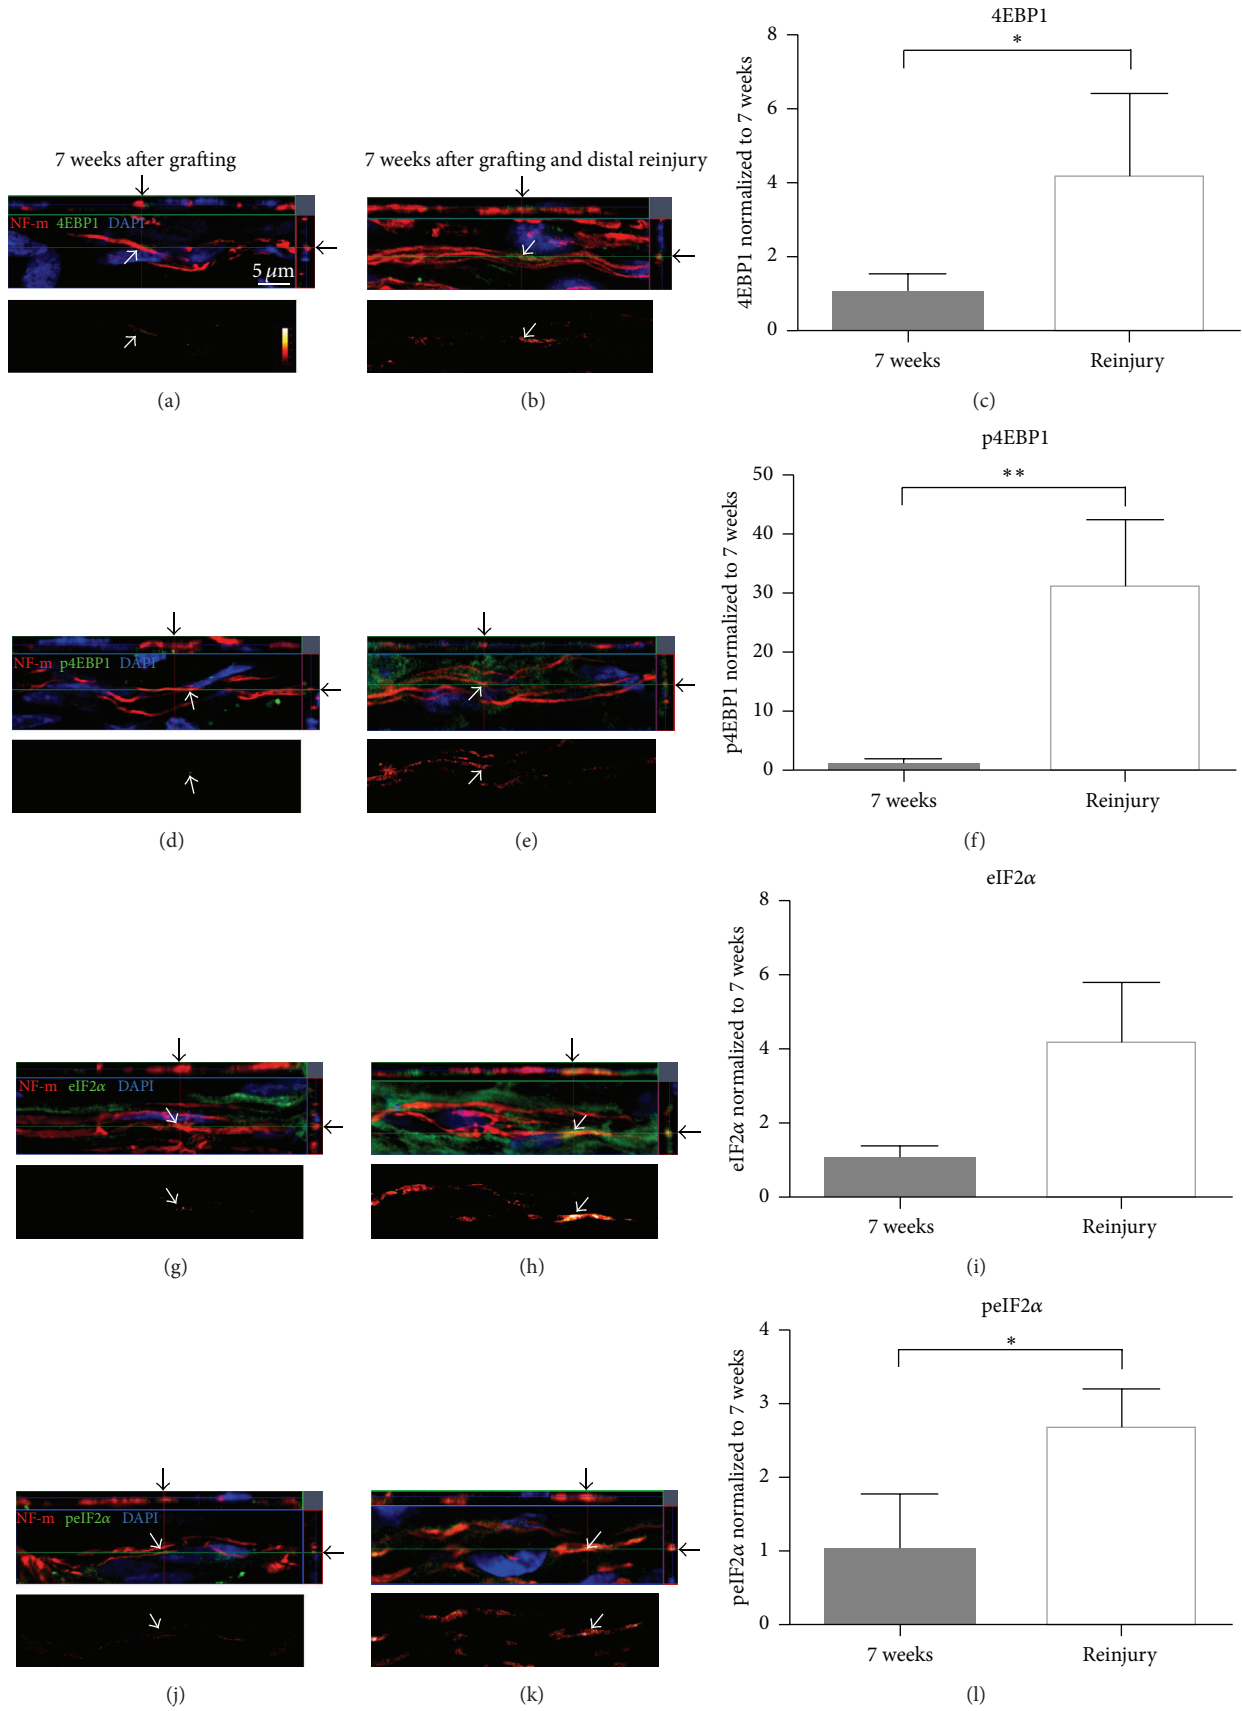 7 weeks after grafting
NF-m 4EBP1 DAPI
5 μm
(a)
7 weeks after grafting and distal reinjury
(b)
4EBP1
4EBP1 normalized to 7 weeks
8
6
4
2
0
*
7 weeks
Reinjury
(c)
NF-m p4EBP1 DAPI
(d)
(e)
p4EBP1
p4EBP1 normalized to 7 weeks
50
40
30
20
10
0
**
7 weeks
Reinjury
(f)
NF-m eIF2α DAPI
(g)
(h)
eIF2α
eIF2α normalized to 7 weeks
8
6
4
2
0
7 weeks
Reinjury
(i)
NF-m peIF2α DAPI
(j)
(k)
peIF2α
peIF2α normalized to 7 weeks
4
3
2
1
0
*
7 weeks
Reinjury
(l)